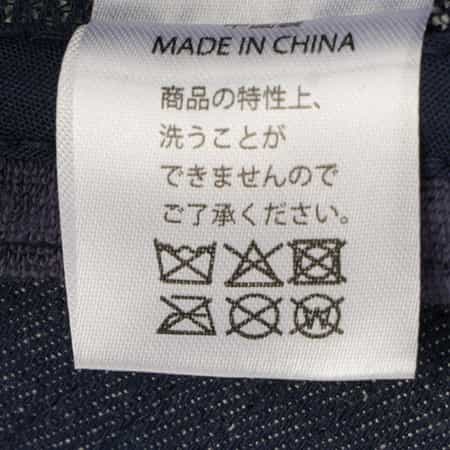 MADE IN CHINA
商品の特性上、
洗うことが
できませんので
ご了承ください。
W